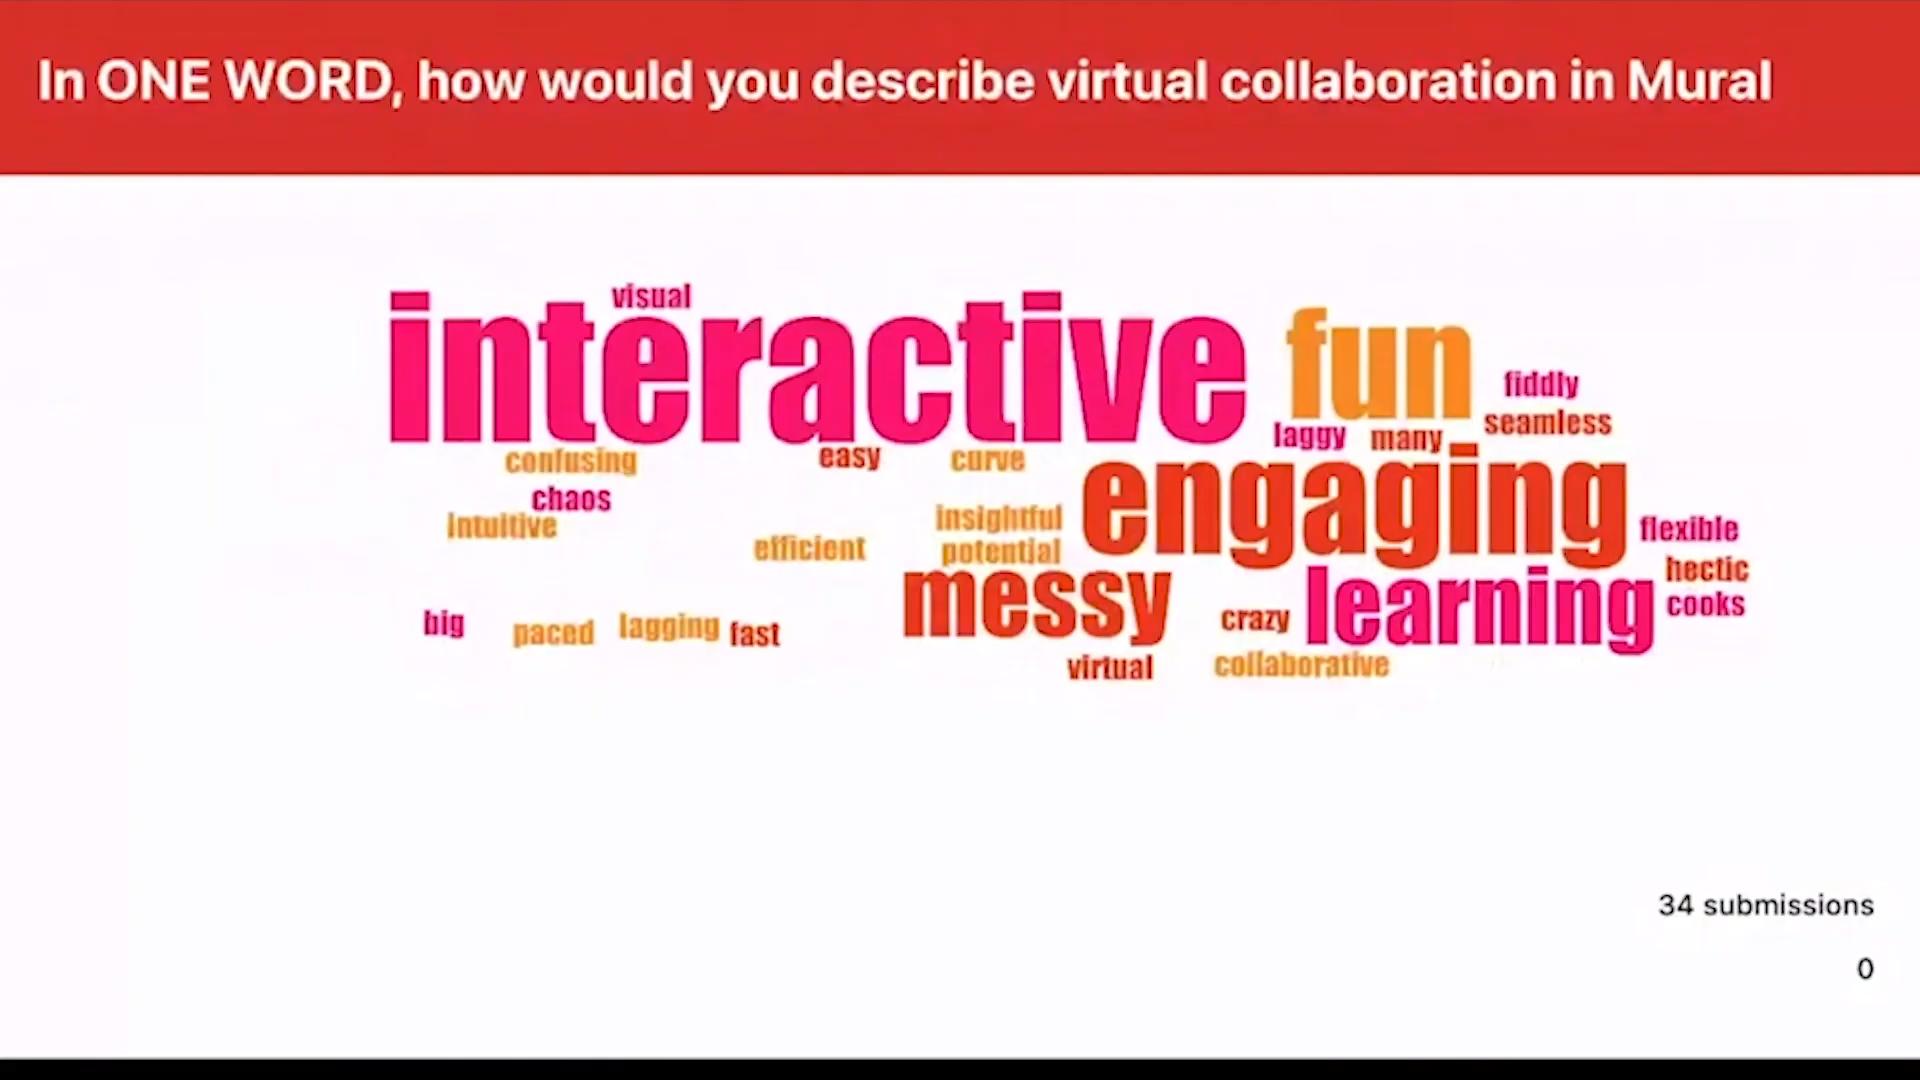 In ONE WORD, how would you describe virtual collaboration in Mural
visual
interactive
fun
fiddly
seamless
laggy
many
confusing
easy
curve
engaging
chaos
intuitive
insightful
efficient
potential
flexible
hectic
messy
learning
cooks
crazy
big
paced
lagging
fast
virtual
collaborative
34 submissions
0